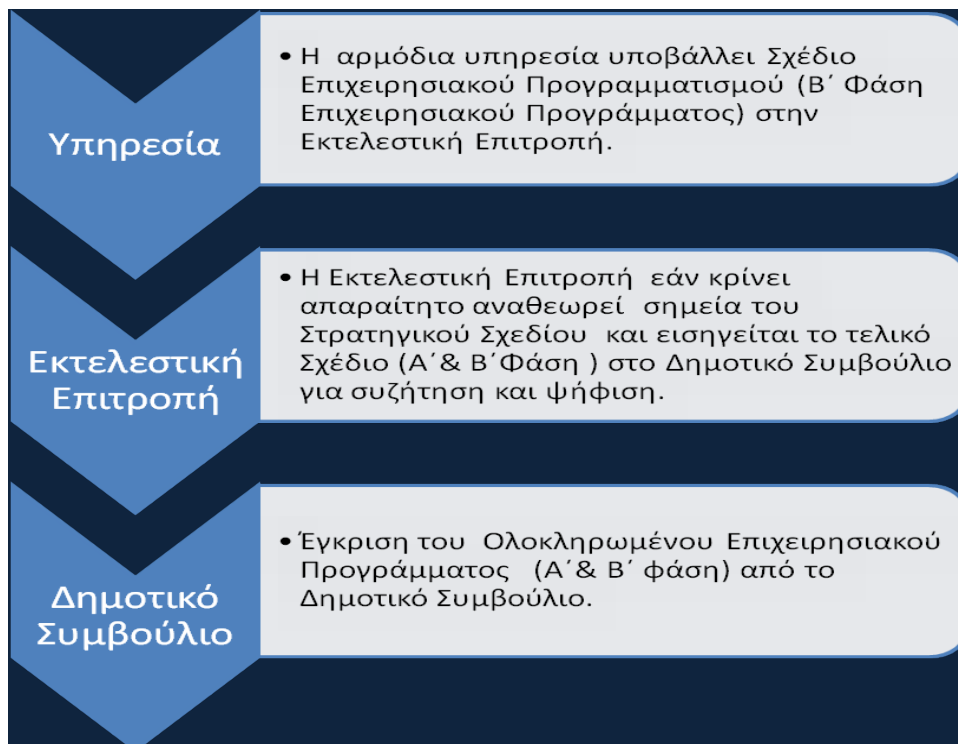 Υπηρεσία
• Η αρμόδια υπηρεσία υποβάλλει Σχέδιο
Επιχειρησιακού Προγραμματισμού (Β΄ Φάση
Επιχειρησιακού Προγράμματος) στην
Εκτελεστική Επιτροπή.
Εκτελεστική
Επιτροπή
• Η Εκτελεστική Επιτροπή εάν κρίνει
απαραίτητο αναθεωρεί σημεία του
Στρατηγικού Σχεδίου και εισηγείται το τελικό
Σχέδιο (Α΄& Β΄Φάση ) στο Δημοτικό Συμβούλιο
για συζήτηση και ψήφιση.
Δημοτικό
Συμβούλιο
• Έγκριση του Ολοκληρωμένου Επιχειρησιακού
Προγράμματος (Α΄& Β΄ φάση) από το
Δημοτικό Συμβούλιο.